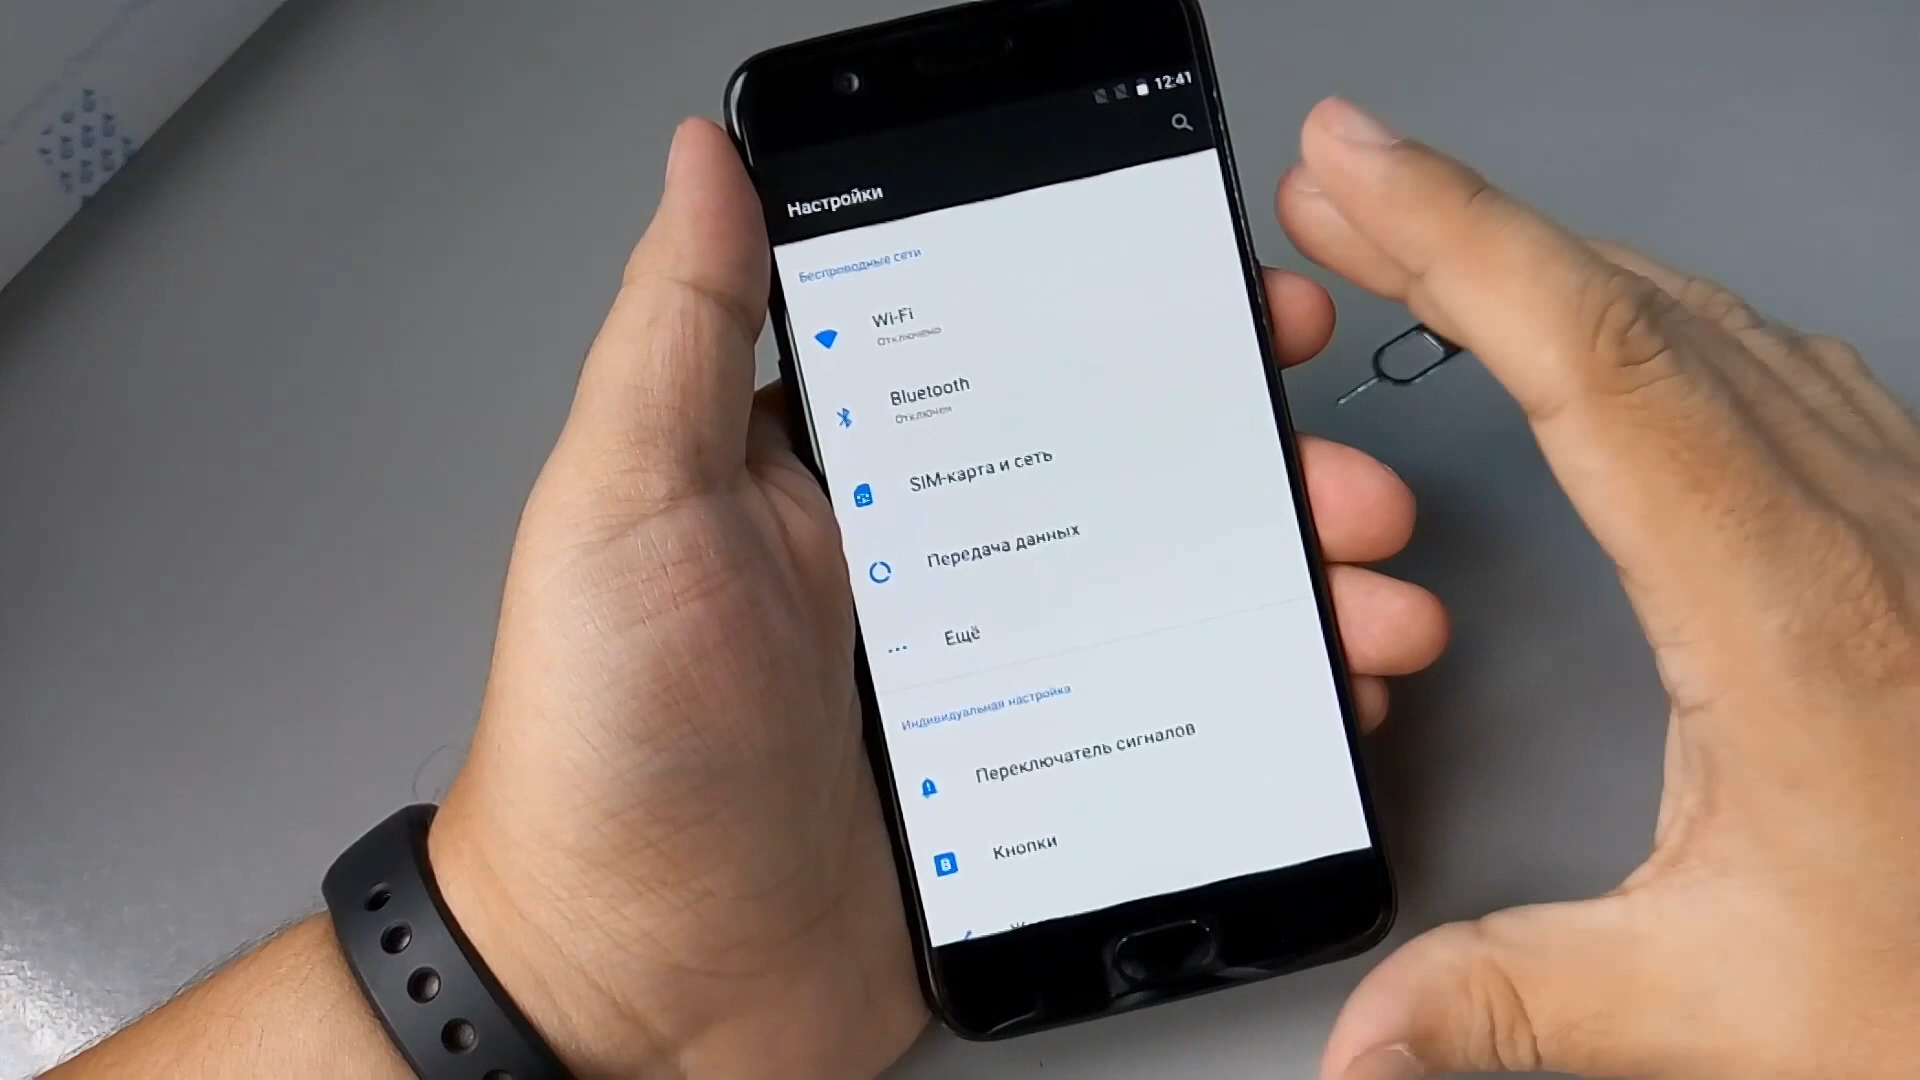 12:41
Настройки
Беспроводные сети
Wi-Fi
Отключено
Bluetooth
Отключен
SIM-карта и сеть
Передача данных
Ещё
Индивидуальная настройка
Переключатель сигналов
Кнопки